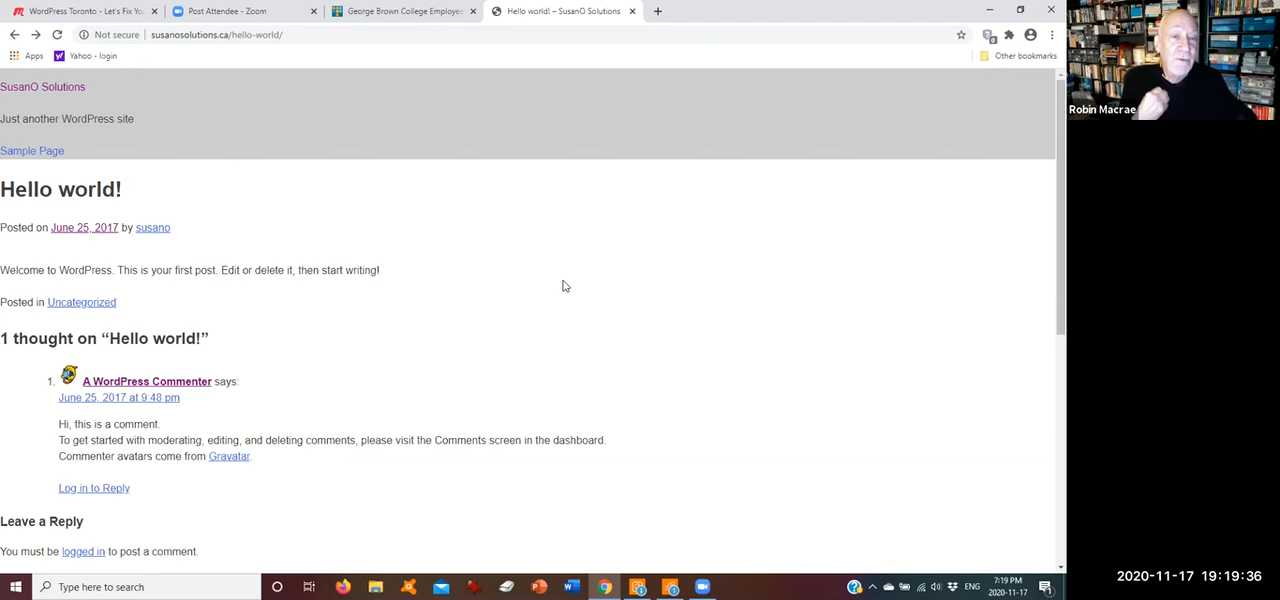 WordPress Toronto - Let's Fix Yo
Post Attendee - Zoom
George Brown College Employee
Hello world! – SusanO Solutions
Not secure
susanosolutions.ca/hello-world/
Apps
Yahoo - login
Other bookmarks
Robin Macrae
SusanO Solutions
Just another WordPress site
Sample Page
Hello world!
Posted on June 25, 2017 by susano
Welcome to WordPress. This is your first post. Edit or delete it, then start writing!
Posted in Uncategorized
1 thought on “Hello world!”
1. A WordPress Commenter says:
June 25, 2017 at 9:48 pm
Hi, this is a comment.
To get started with moderating, editing, and deleting comments, please visit the Comments screen in the dashboard.
Commenter avatars come from Gravatar.
Log in to Reply
Leave a Reply
You must be logged in to post a comment.
Type here to search
ENG
7:19 PM
2020-11-17
2020-11-17 19:19:36